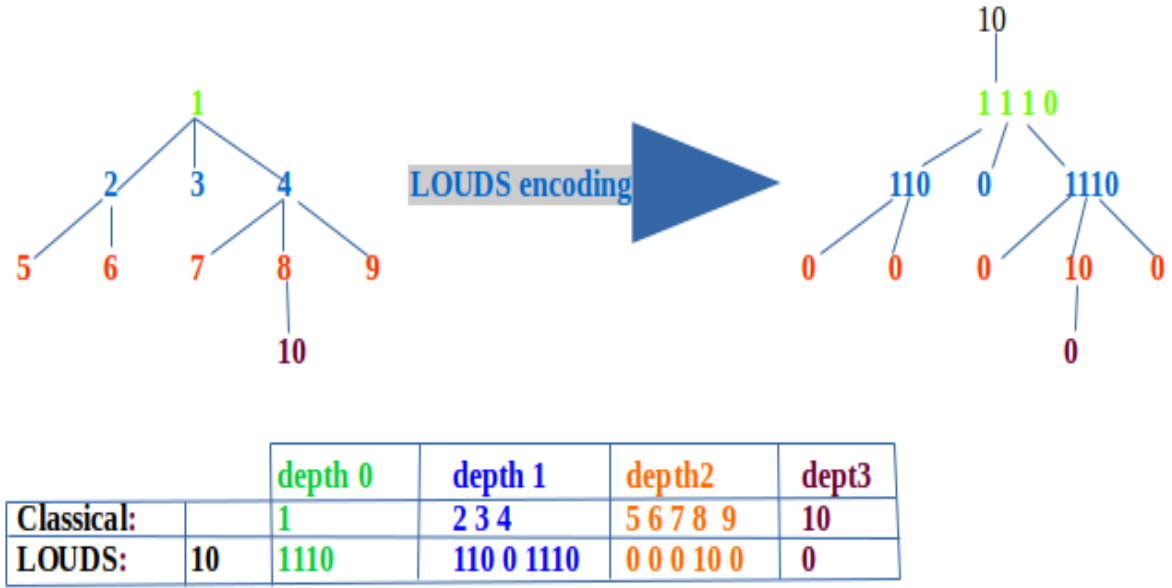 10
1 1 1 0
1
2 3 4
LOUDS encoding
110 0 1110
5 6 7 8 9
0 0 0 10 0
10
0
depth 0 depth 1 depth2 dept3
Classical: 1 2 3 4 5 6 7 8 9 10
LOUDS: 10 1110 110 0 1110 0 0 0 10 0 0